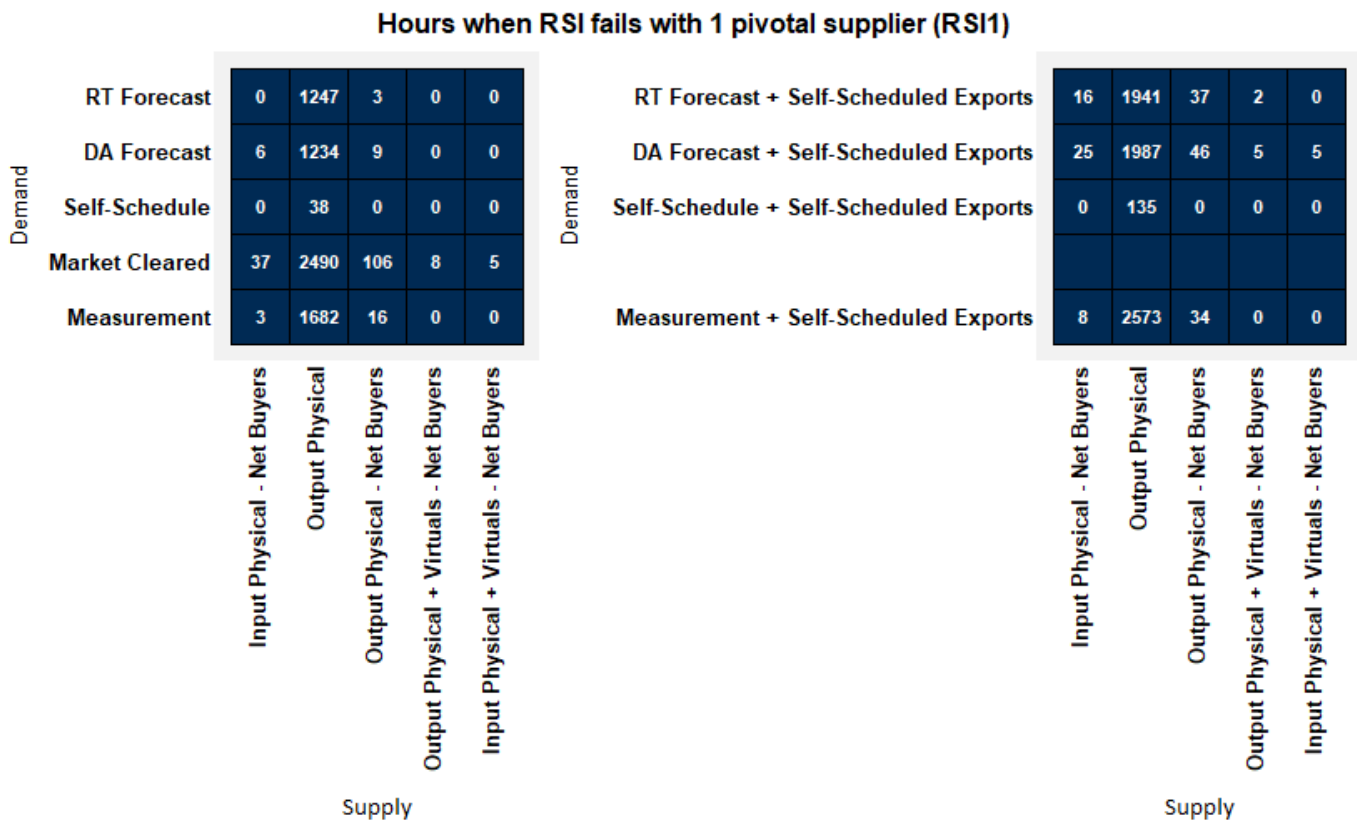 Hours when RSI fails with 1 pivotal supplier (RSI1)
Demand
RT Forecast 0 1247 3 0 0
DA Forecast 6 1234 9 0 0
Self-Schedule 0 38 0 0 0
Market Cleared 37 2490 106 8 5
Measurement 3 1682 16 0 0
Input Physical - Net Buyers
Output Physical
Output Physical - Net Buyers
Output Physical + Virtuals - Net Buyers
Input Physical + Virtuals - Net Buyers
Supply
Demand
RT Forecast + Self-Scheduled Exports 16 1941 37 2 0
DA Forecast + Self-Scheduled Exports 25 1987 46 5 5
Self-Schedule + Self-Scheduled Exports 0 135 0 0 0
Measurement + Self-Scheduled Exports 8 2573 34 0 0
Input Physical - Net Buyers
Output Physical
Output Physical - Net Buyers
Output Physical + Virtuals - Net Buyers
Input Physical + Virtuals - Net Buyers
Supply